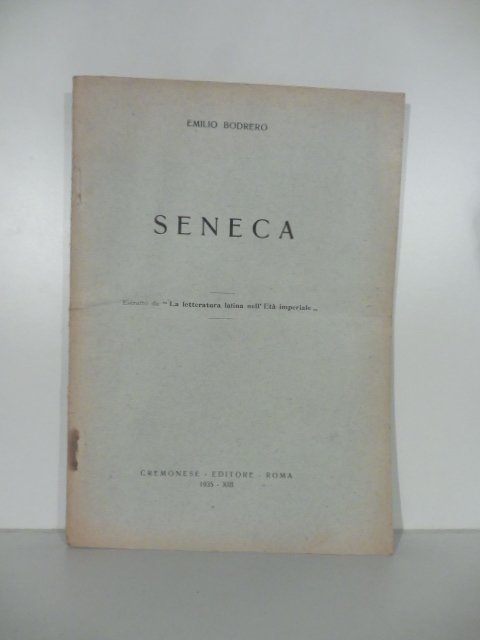 EMILIO BODRERO
SENECA
Estratto da " La letteratura latina nell' Età imperiale „
CREMONESE - EDITORE - ROMA
1935 - XIII